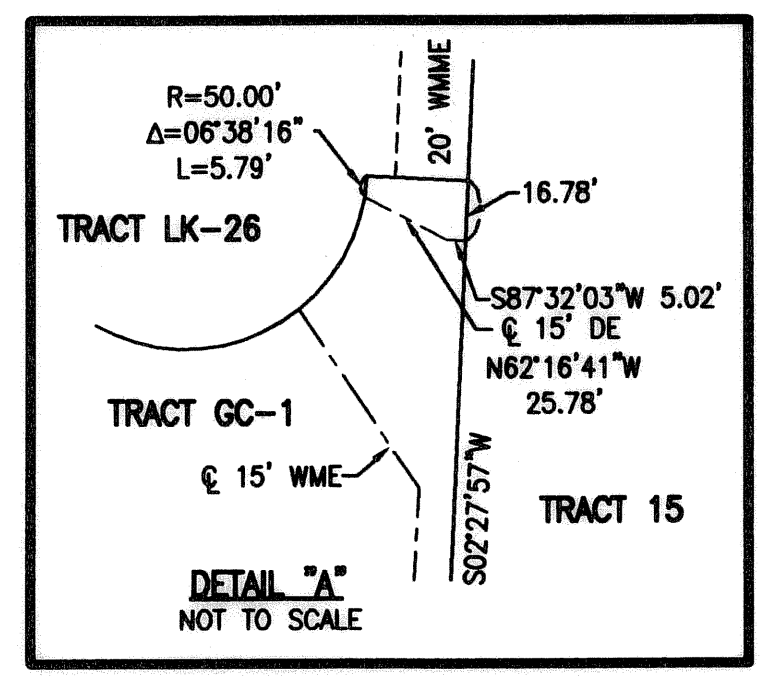 R=50.00'
Δ=06°38'16"
L=5.79'
20' WMME
16.78'
TRACT LK-26
S87°32'03"W 5.02'
℄ 15' DE
N62°16'41"W
25.78'
TRACT GC-1
℄ 15' WME
S02°27'57"W
TRACT 15
DETAIL "A"
NOT TO SCALE